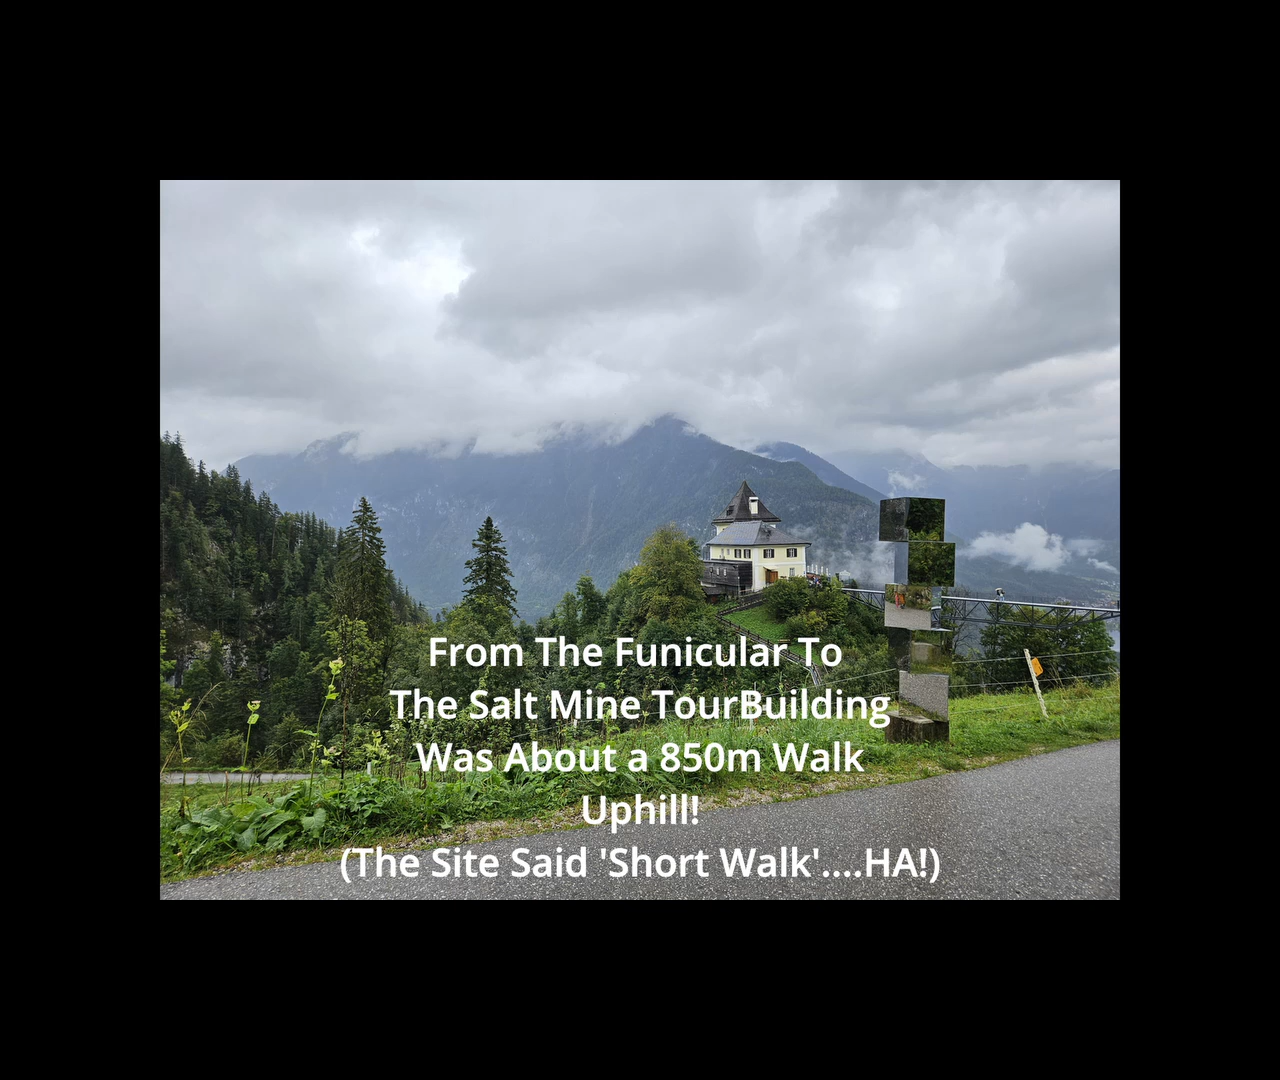 From The Funicular To
The Salt Mine TourBuilding
Was About a 850m Walk
Uphill!
(The Site Said 'Short Walk'....HA!)